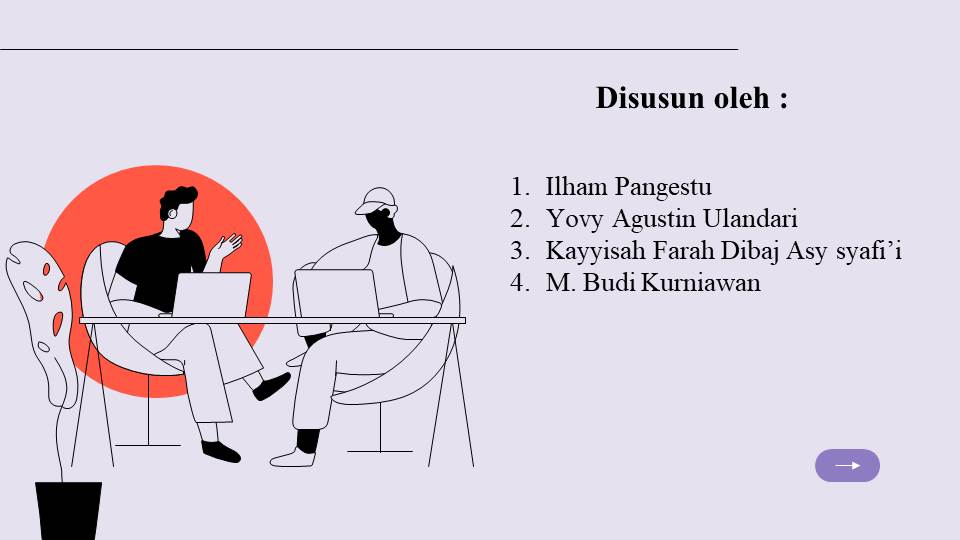 Disusun oleh :
1. Ilham Pangestu
2. Yovy Agustin Ulandari
3. Kayyisah Farah Dibaj Asy syafi’i
4. M. Budi Kurniawan